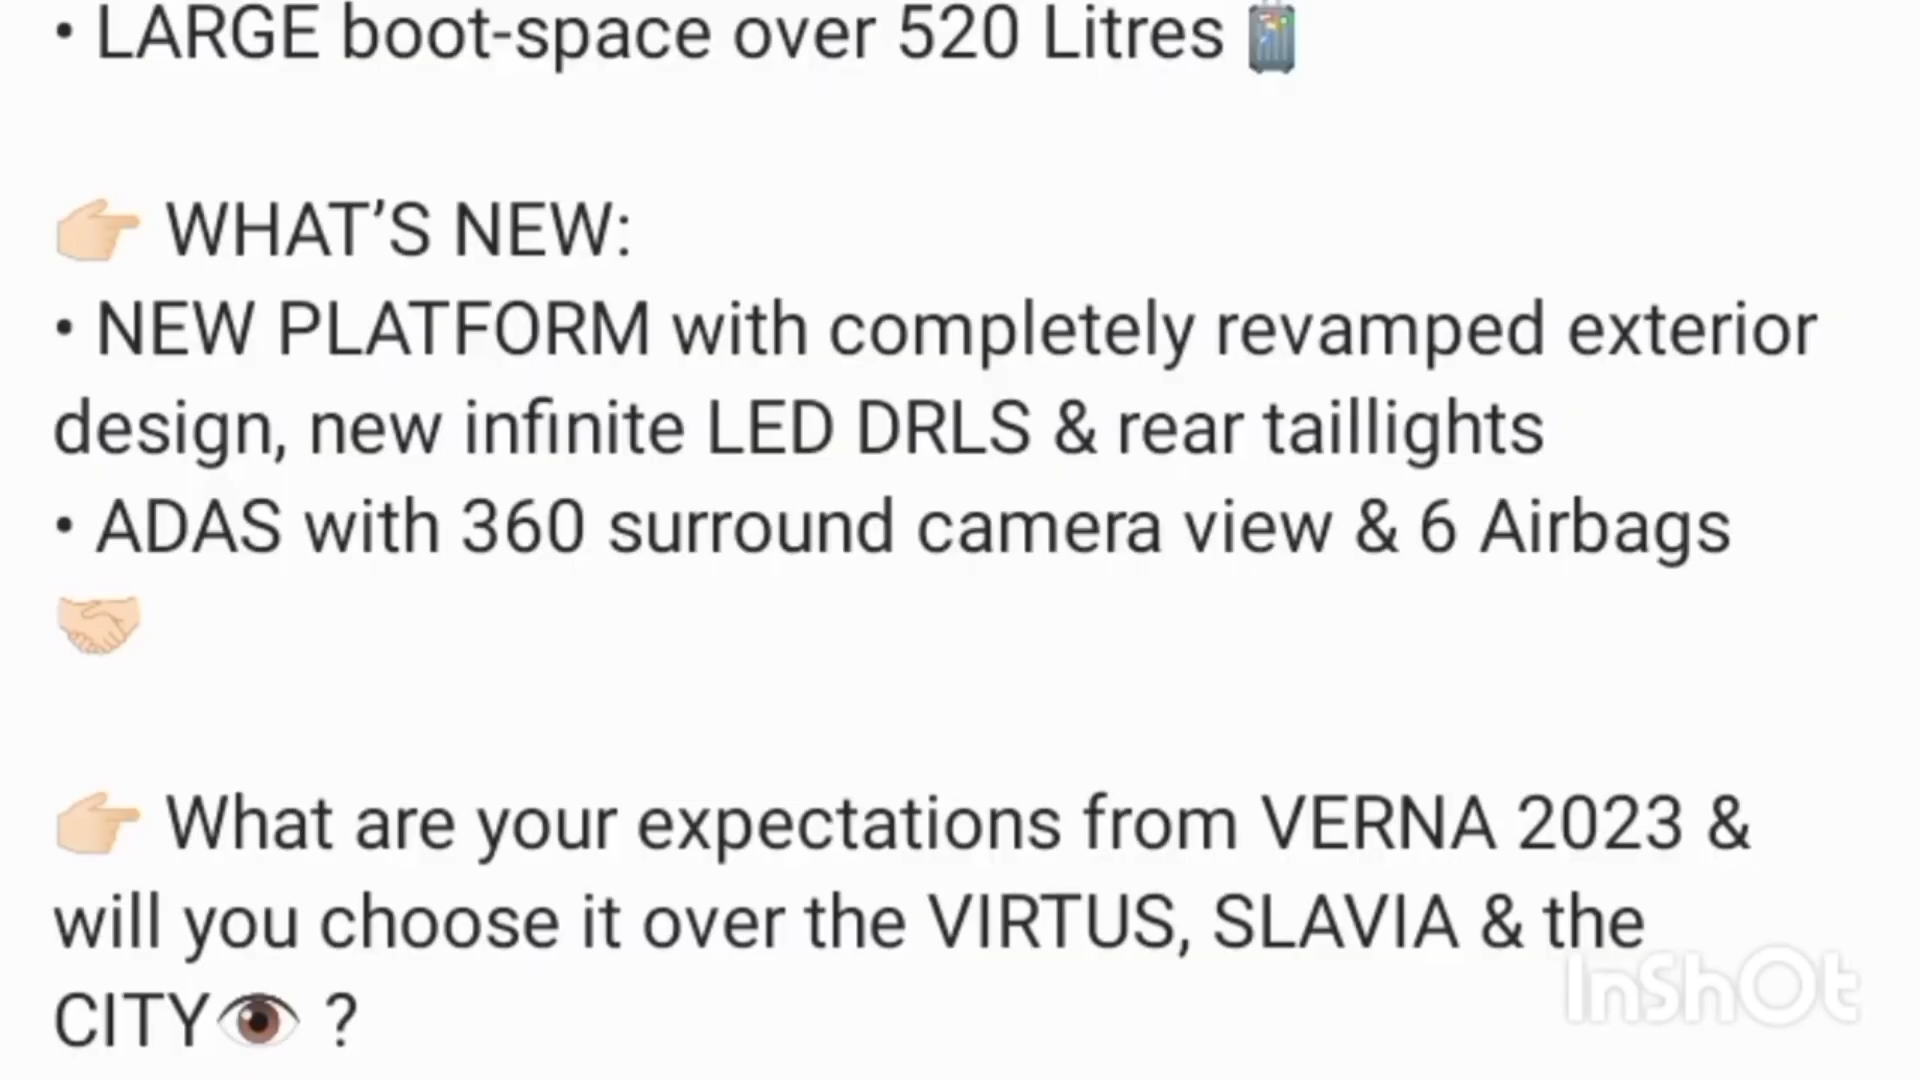 • LARGE boot-space over 520 Litres 🧳
👉🏻 WHAT’S NEW:
• NEW PLATFORM with completely revamped exterior
design, new infinite LED DRLS & rear taillights
• ADAS with 360 surround camera view & 6 Airbags
🤝🏻
👉🏻 What are your expectations from VERNA 2023 &
will you choose it over the VIRTUS, SLAVIA & the
CITY👁️ ?
InShOt